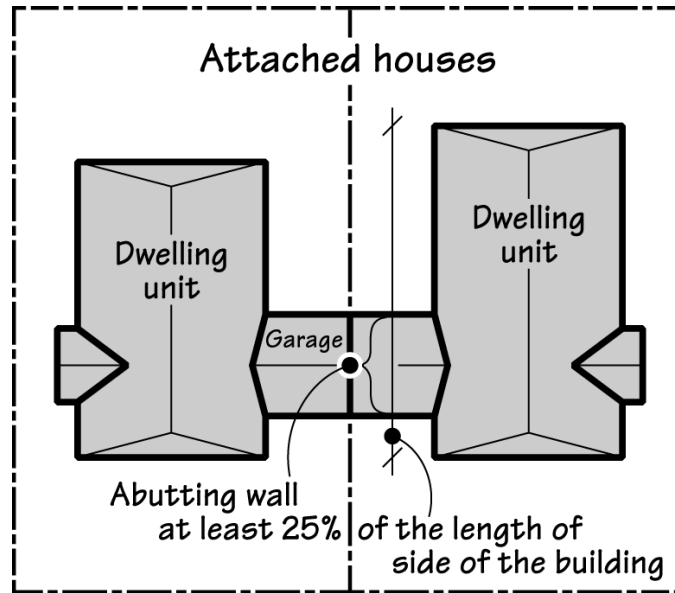 Attached houses
Dwelling
unit
Dwelling
unit
Garage
Abutting wall
at least 25% of the length of
side of the building